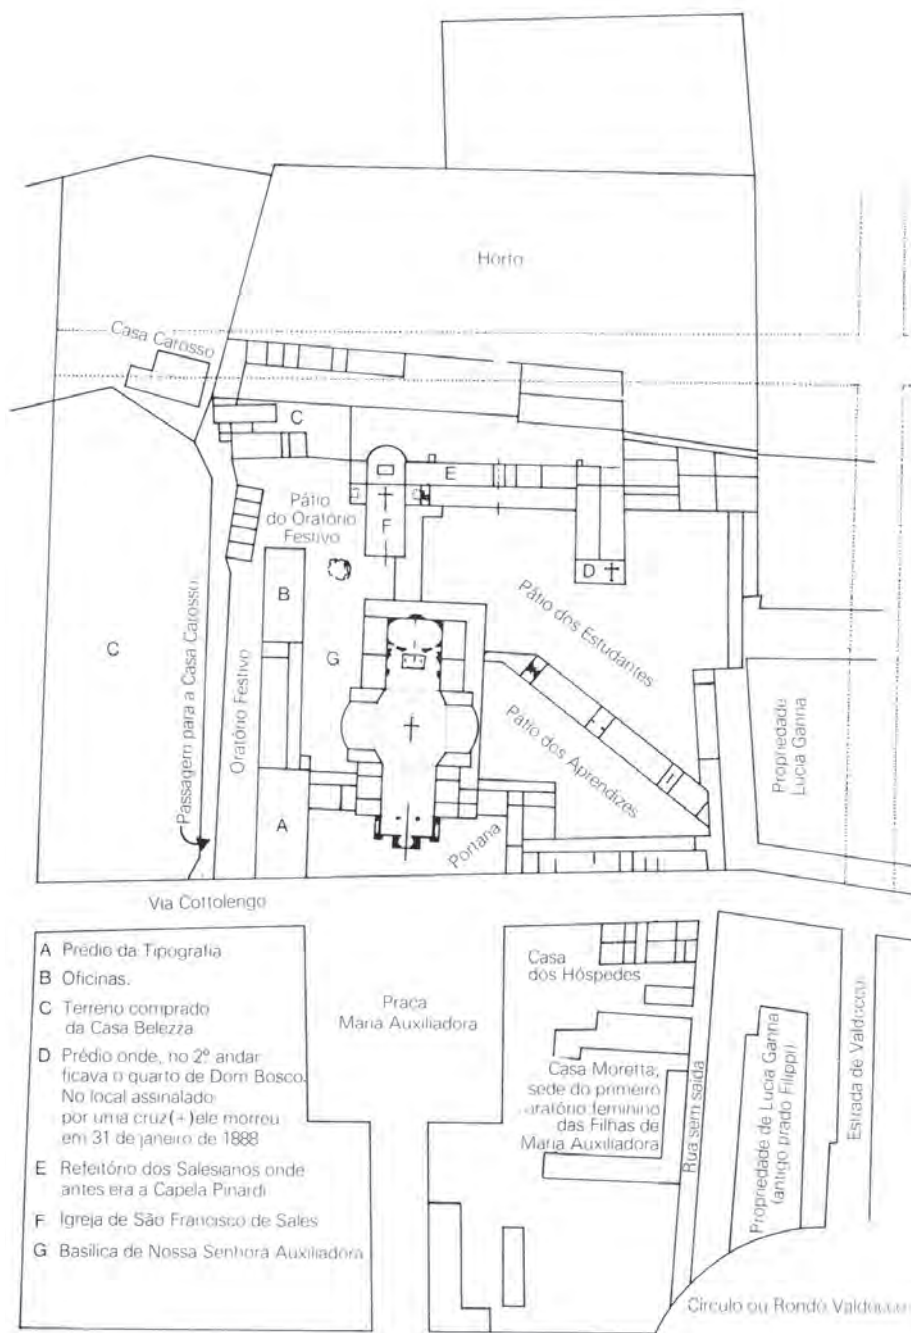 Horto
Casa Carosso
C
E
Pátio
do Oratório
Festivo
F
D
B
Pátio dos Estudantes
C
G
Passagem para a Casa Carosso
Oratório Festivo
Pátio dos Aprendizes
Propriedade
Lucia Ganna
A
Portaria
Via Cottolengo
A Prédio da Tipografia
B Oficinas.
C Terreno comprado
da Casa Belezza
D Prédio onde, no 2º andar
ficava o quarto de Dom Bosco.
No local assinalado
por uma cruz(+)ele morreu
em 31 de janeiro de 1888
E Refeitório dos Salesianos onde
antes era a Capela Pinardi
F. Igreja de São Francisco de Sales
G Basílica de Nossa Senhora Auxiliadora
Praça
Maria Auxiliadora
Casa
dos Hóspedes
Casa Moretta,
sede do primeiro
oratório feminino
das Filhas de
Maria Auxiliadora
Rua sem saída
Propriedade de Lucia Ganna
(antigo prado Filippi)
Estrada de Valdocco
Círculo ou Rondó Valdocco